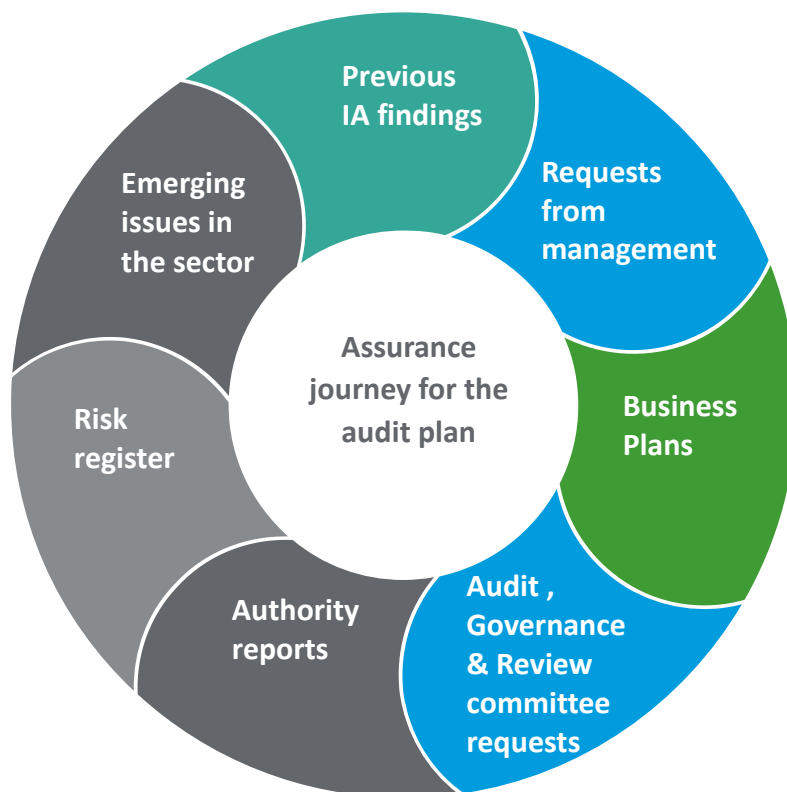 Previous
IA findings
Requests
from
management
Business
Plans
Audit ,
Governance
& Review
committee
requests
Authority
reports
Risk
register
Emerging
issues in
the sector
Assurance
journey for the
audit plan